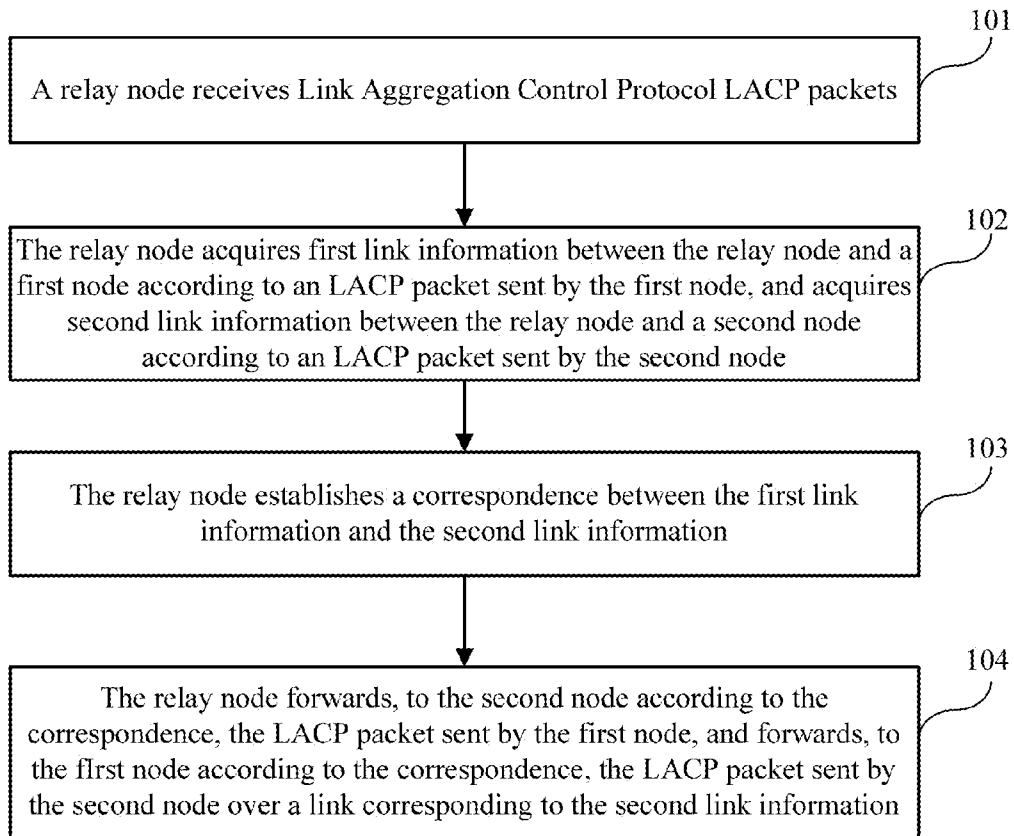 101
A relay node receives Link Aggregation Control Protocol LACP packets
102
The relay node acquires first link information between the relay node and a
first node according to an LACP packet sent by the first node, and acquires
second link information between the relay node and a second node
according to an LACP packet sent by the second node
103
The relay node establishes a correspondence between the first link
information and the second link information
104
The relay node forwards, to the second node according to the
correspondence, the LACP packet sent by the first node, and forwards, to
the first node according to the correspondence, the LACP packet sent by
the second node over a link corresponding to the second link information